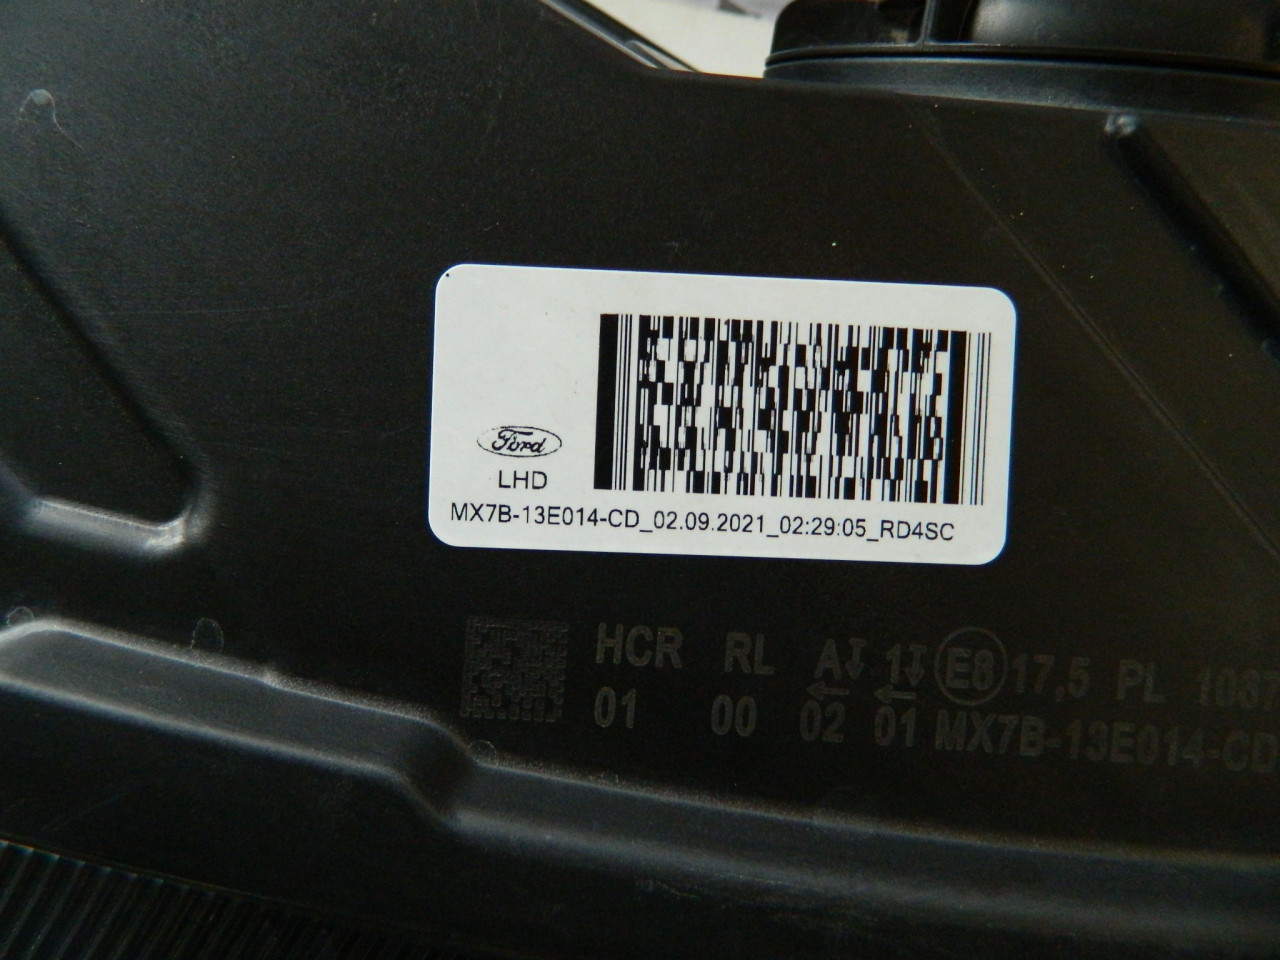 Ford
LHD
MX7B-13E014-CD_02.09.2021_02:29:05_RD4SC
HCR RL A 1 E8 17,5 PL
01 00 02 01 MX7B-13E014-CD